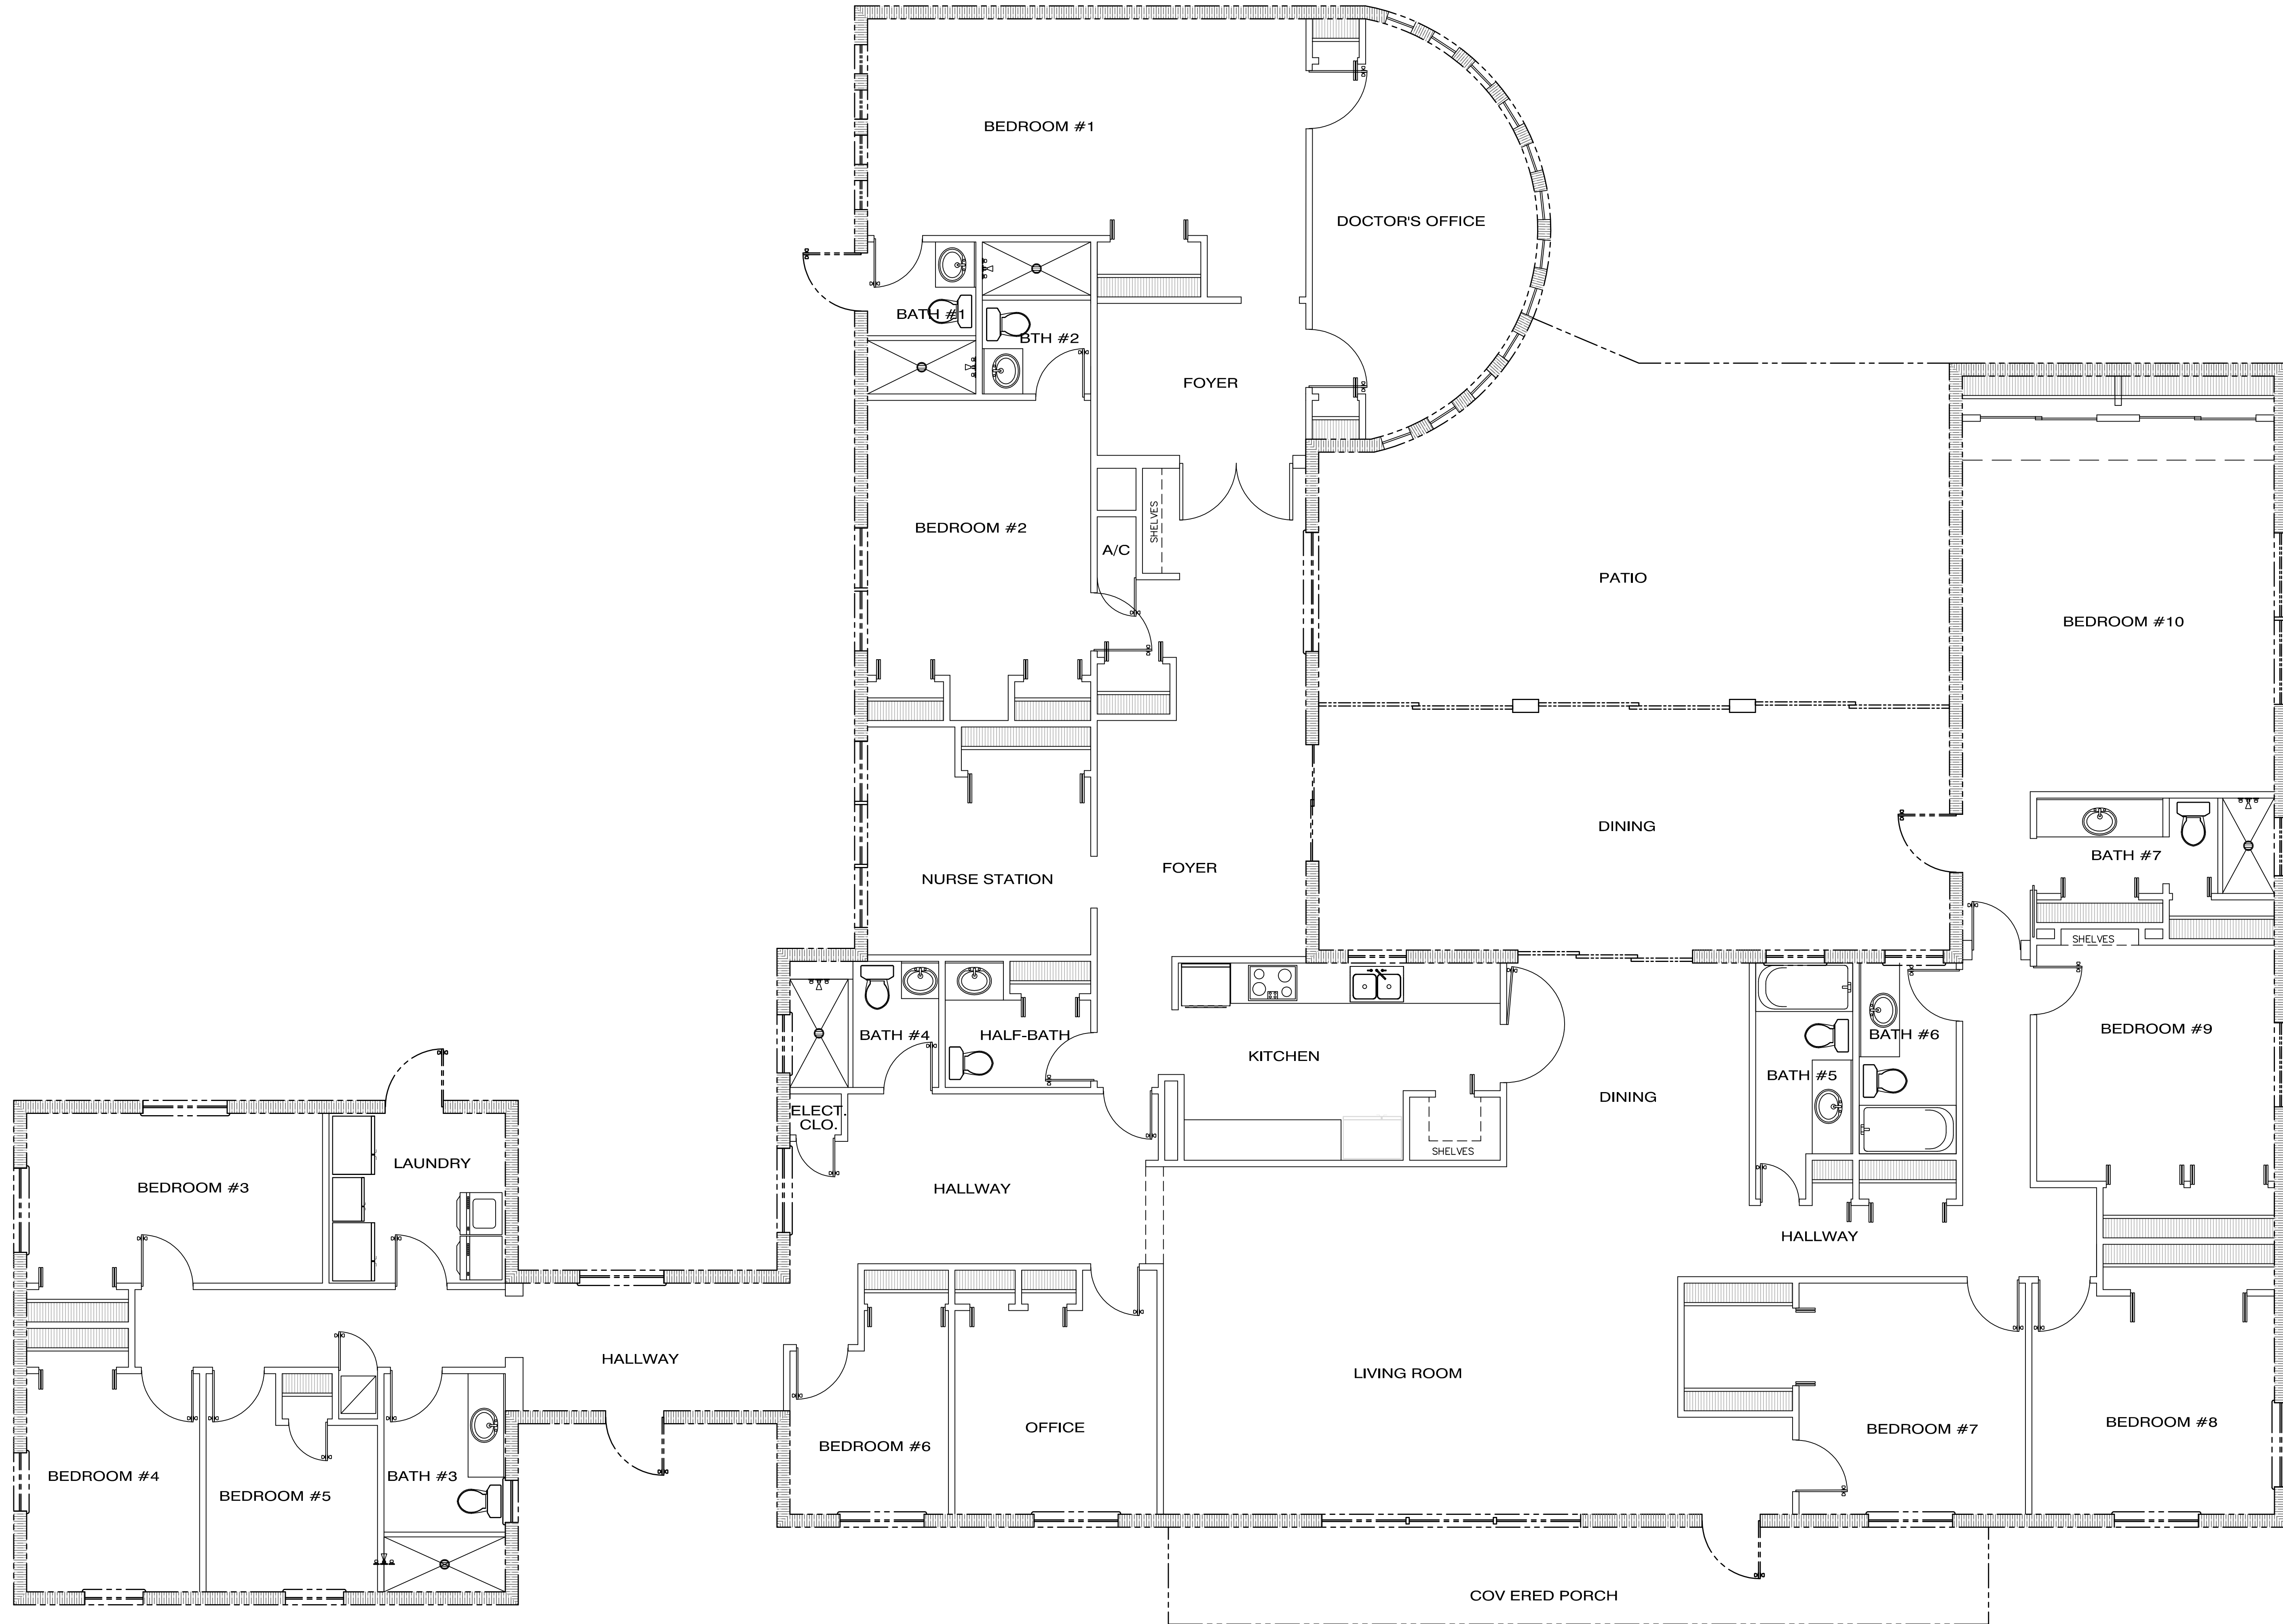 BEDROOM #1
DOCTOR'S OFFICE
BATH #1
BTH #2
FOYER
BEDROOM #2
SHELVES
A/C
PATIO
BEDROOM #10
DINING
BATH #7
NURSE STATION
FOYER
SHELVES
BATH #4
HALF-BATH
KITCHEN
BATH #6
BEDROOM #9
BATH #5
DINING
ELECT.
CLO.
SHELVES
LAUNDRY
BEDROOM #3
HALLWAY
HALLWAY
HALLWAY
LIVING ROOM
BEDROOM #8
OFFICE
BEDROOM #7
BEDROOM #6
BEDROOM #4
BATH #3
BEDROOM #5
COV ERED PORCH